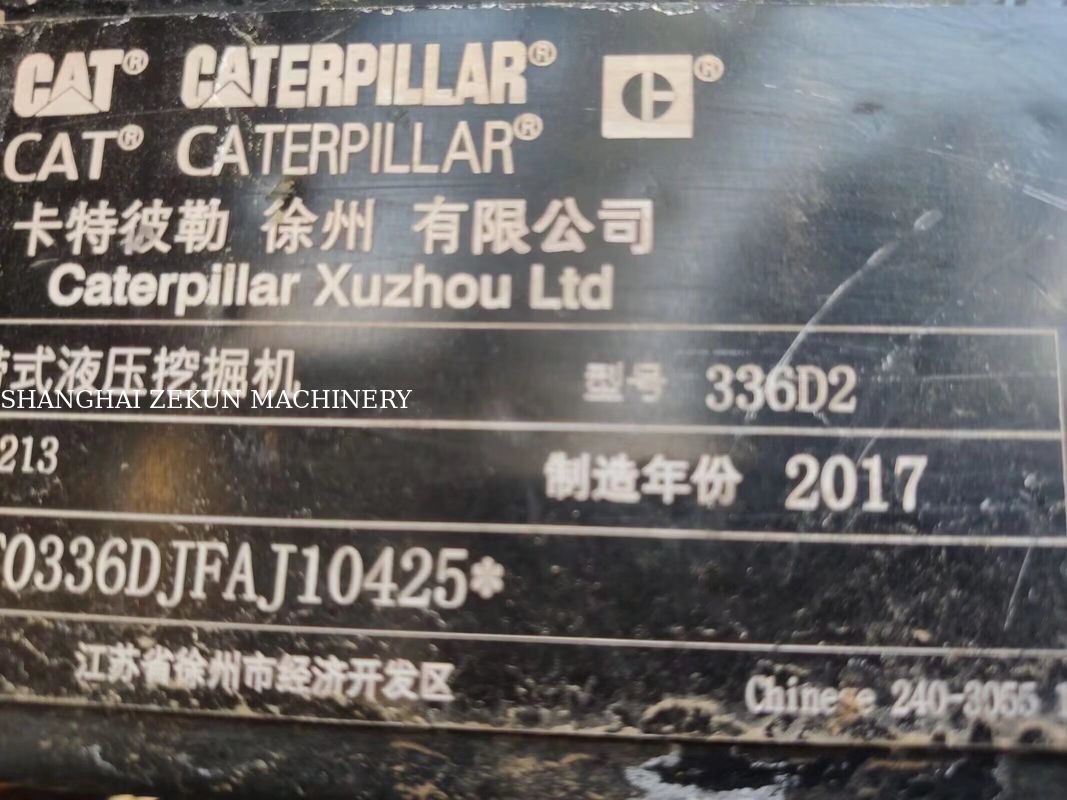 CAT® CATERPILLAR®
CAT® CATERPILLAR®
卡特彼勒 徐州 有限公司
Caterpillar Xuzhou Ltd
式液压挖掘机 型号 336D2
SHANGHAI ZEKUN MACHINERY
213 制造年份 2017
0336DJFAJ10425*
江苏省徐州市经济开发区
Chinese 240-3055